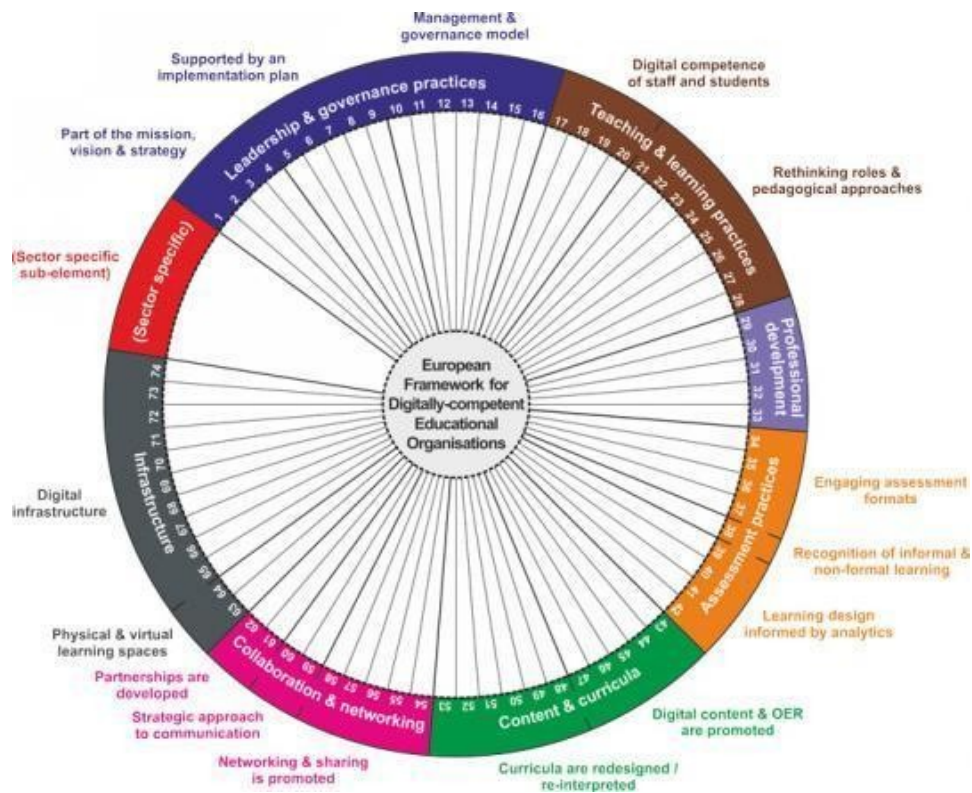 Management &
governance model
Supported by an
implementation plan
Part of the mission,
vision & strategy
(Sector specific
sub-element)
Digital
infrastructure
Physical & virtual
learning spaces
Partnerships are
developed
Strategic approach
to communication
Networking & sharing
is promoted
Curricula are redesigned /
re-interpreted
Digital content & OER
are promoted
Learning design
informed by analytics
Recognition of informal &
non-formal learning
Engaging assessment
formats
Rethinking roles &
pedagogical approaches
Digital competence
of staff and students
Leadership & governance practices
1 2 3 4 5 6 7 8 9 10 11 12 13 14 15 16
Teaching & learning practices
17 18 19 20 21 22 23 24 25 26 27 28
Professional
develpment
29 30 31 32 33
Assessment practices
34 35 36 37 38 39 40 41 42
Content & curricula
43 44 45 46 47 48 49 50 51 52 53
Collaboration & networking
54 55 56 57 58 59 60 61 62
Infrastructure
63 64 65 66 67 68 69 70 71 72 73 74
(Sector specific)
European
Framework for
Digitally-competent
Educational
Organisations